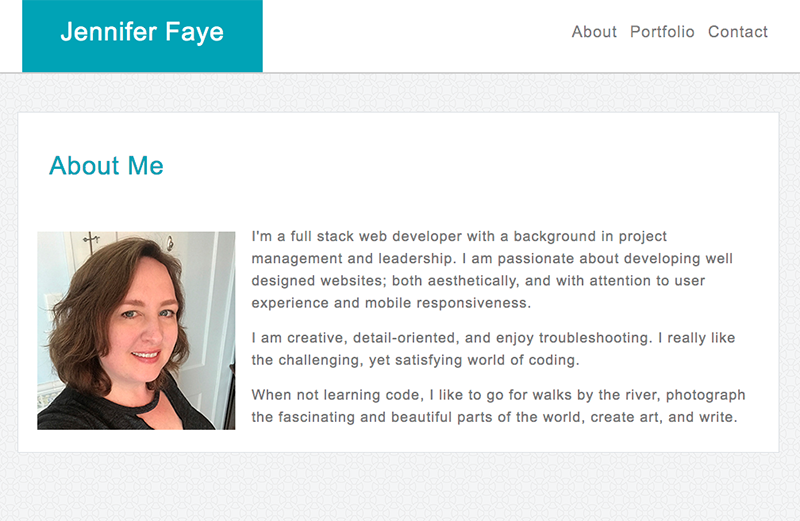 Jennifer Faye
About Portfolio Contact
About Me
I'm a full stack web developer with a background in project
management and leadership. I am passionate about developing well
designed websites; both aesthetically, and with attention to user
experience and mobile responsiveness.
I am creative, detail-oriented, and enjoy troubleshooting. I really like
the challenging, yet satisfying world of coding.
When not learning code, I like to go for walks by the river, photograph
the fascinating and beautiful parts of the world, create art, and write.